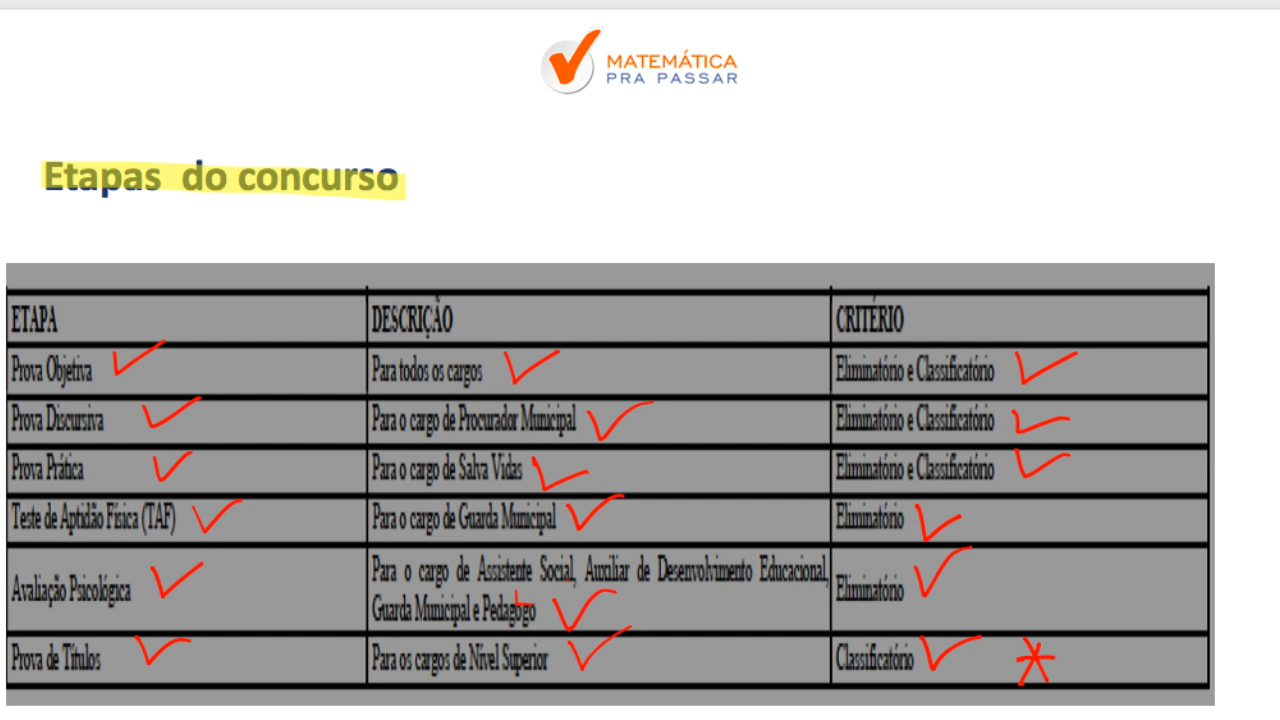 MATEMÁTICA
PRA PASSAR
Etapas do concurso
ETAPA DESCRIÇÃO CRITÉRIO
Prova Objetiva Para todos os cargos Eliminatório e Classificatório
Prova Discursiva Para o cargo de Procurador Municipal Eliminatório e Classificatório
Prova Prática Para o cargo de Salva Vidas Eliminatório e Classificatório
Teste de Aptidão Física (TAF) Para o cargo de Guarda Municipal Eliminatório
Avaliação Psicológica Para o cargo de Assistente Social, Auxiliar de Desenvolvimento Educacional, Eliminatório
Guarda Municipal e Pedagogo
Prova de Títulos Para os cargos de Nível Superior Classificatório